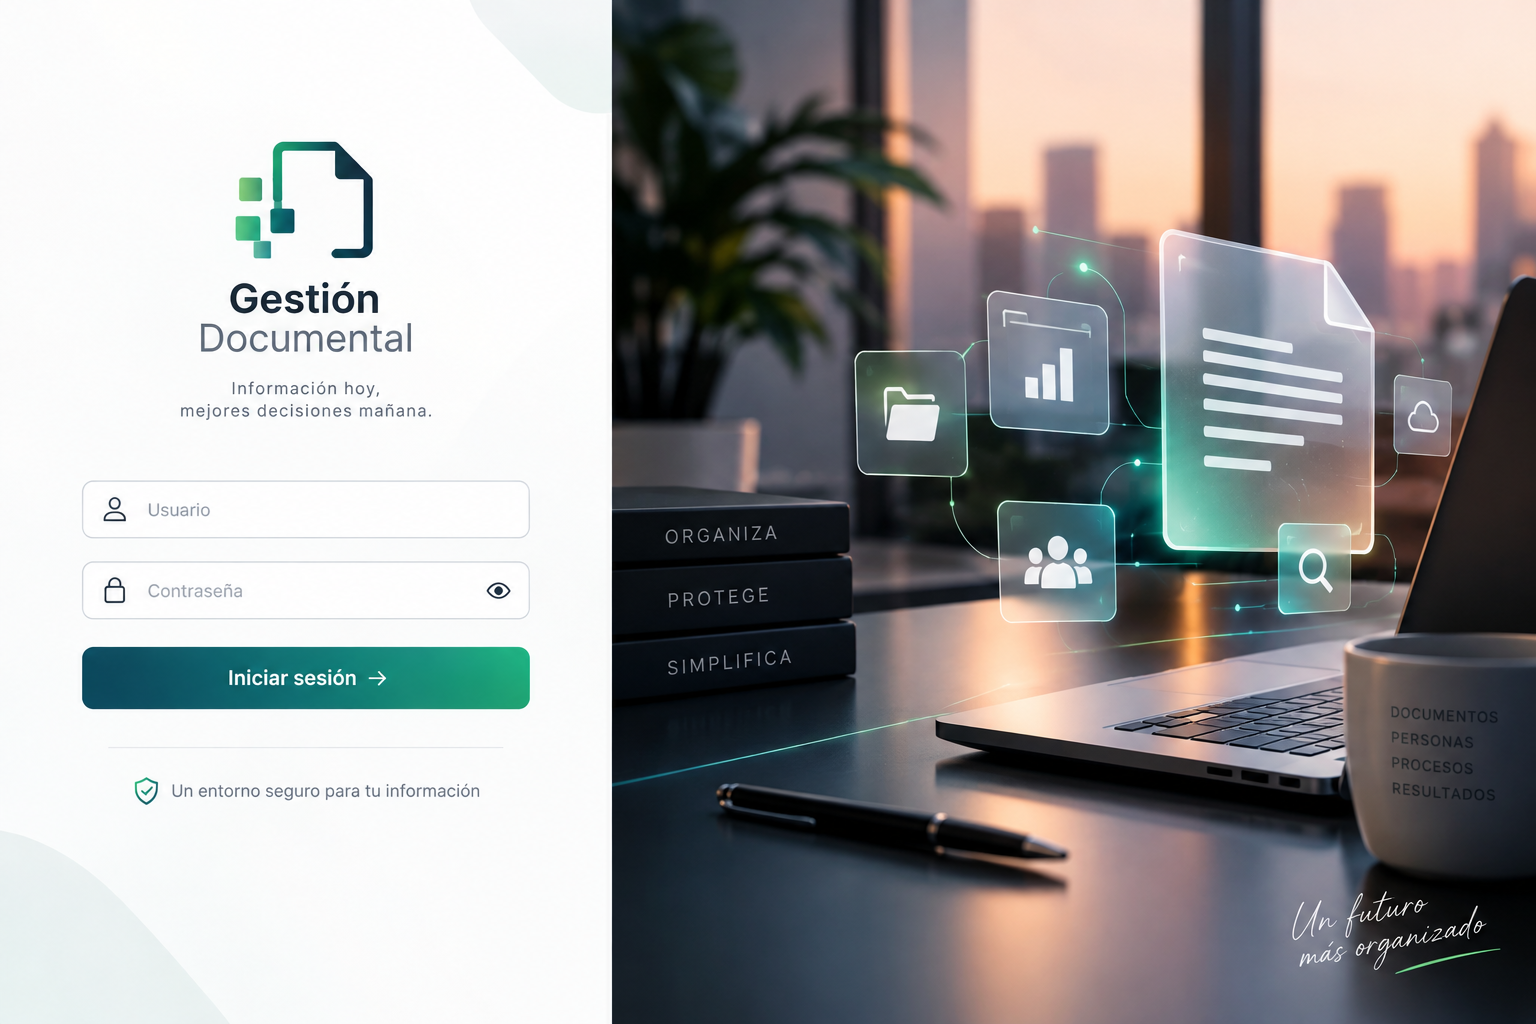 Gestión
Documental
Información hoy,
mejores decisiones mañana.
Usuario
Contraseña
Iniciar sesión →
Un entorno seguro para tu información
ORGANIZA
PROTEGE
SIMPLIFICA
DOCUMENTOS
PERSONAS
PROCESOS
RESULTADOS
Un futuro
más organizado